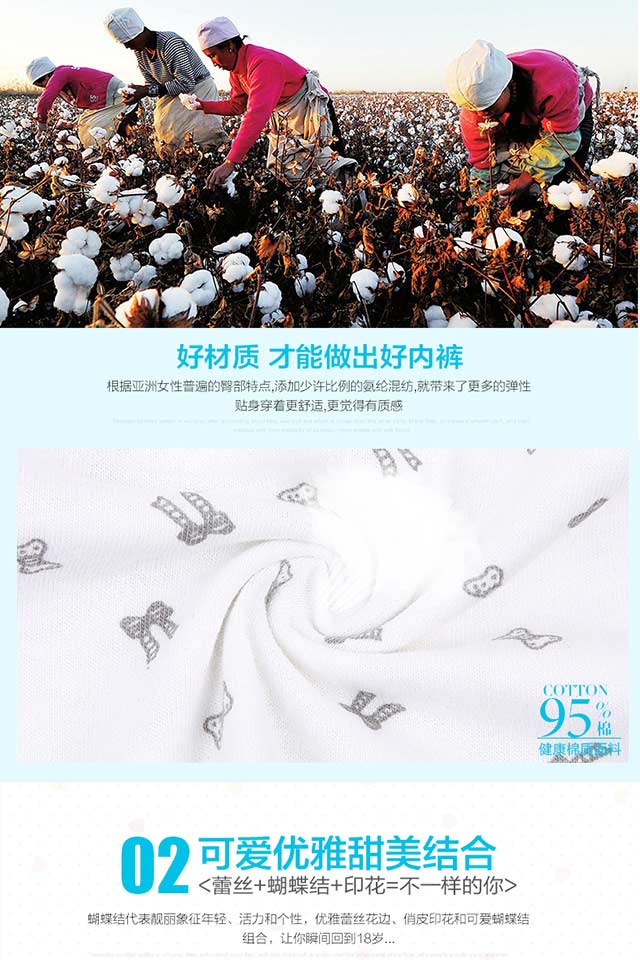 好材质 才能做出好内裤
根据亚洲女性普遍的臀部特点,添加少许比例的氨纶混纺,就带来了更多的弹性
贴身穿着更舒适,更觉得有质感
COTTON
95%
棉
健康棉质面料
02 可爱优雅甜美结合
<蕾丝+蝴蝶结+印花=不一样的你>
蝴蝶结代表靓丽象征年轻、活力和个性，优雅蕾丝花边、俏皮印花和可爱蝴蝶结
组合，让你瞬间回到18岁...